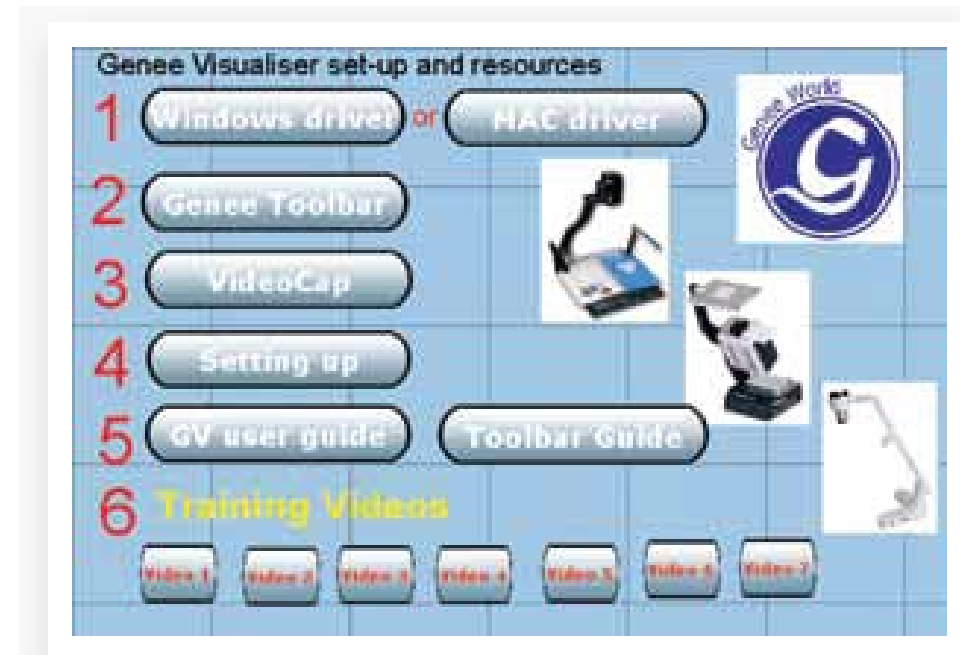 Genee Visualiser set-up and resources
1 Windows driver or MAC driver
Genee World
2 Genee Toolbar
3 VideoCap
4 Setting up
5 GV user guide Toolbar Guide
6 Training Videos
Video 1 Video 2 Video 3 Video 4 Video 5 Video 6 Video 7